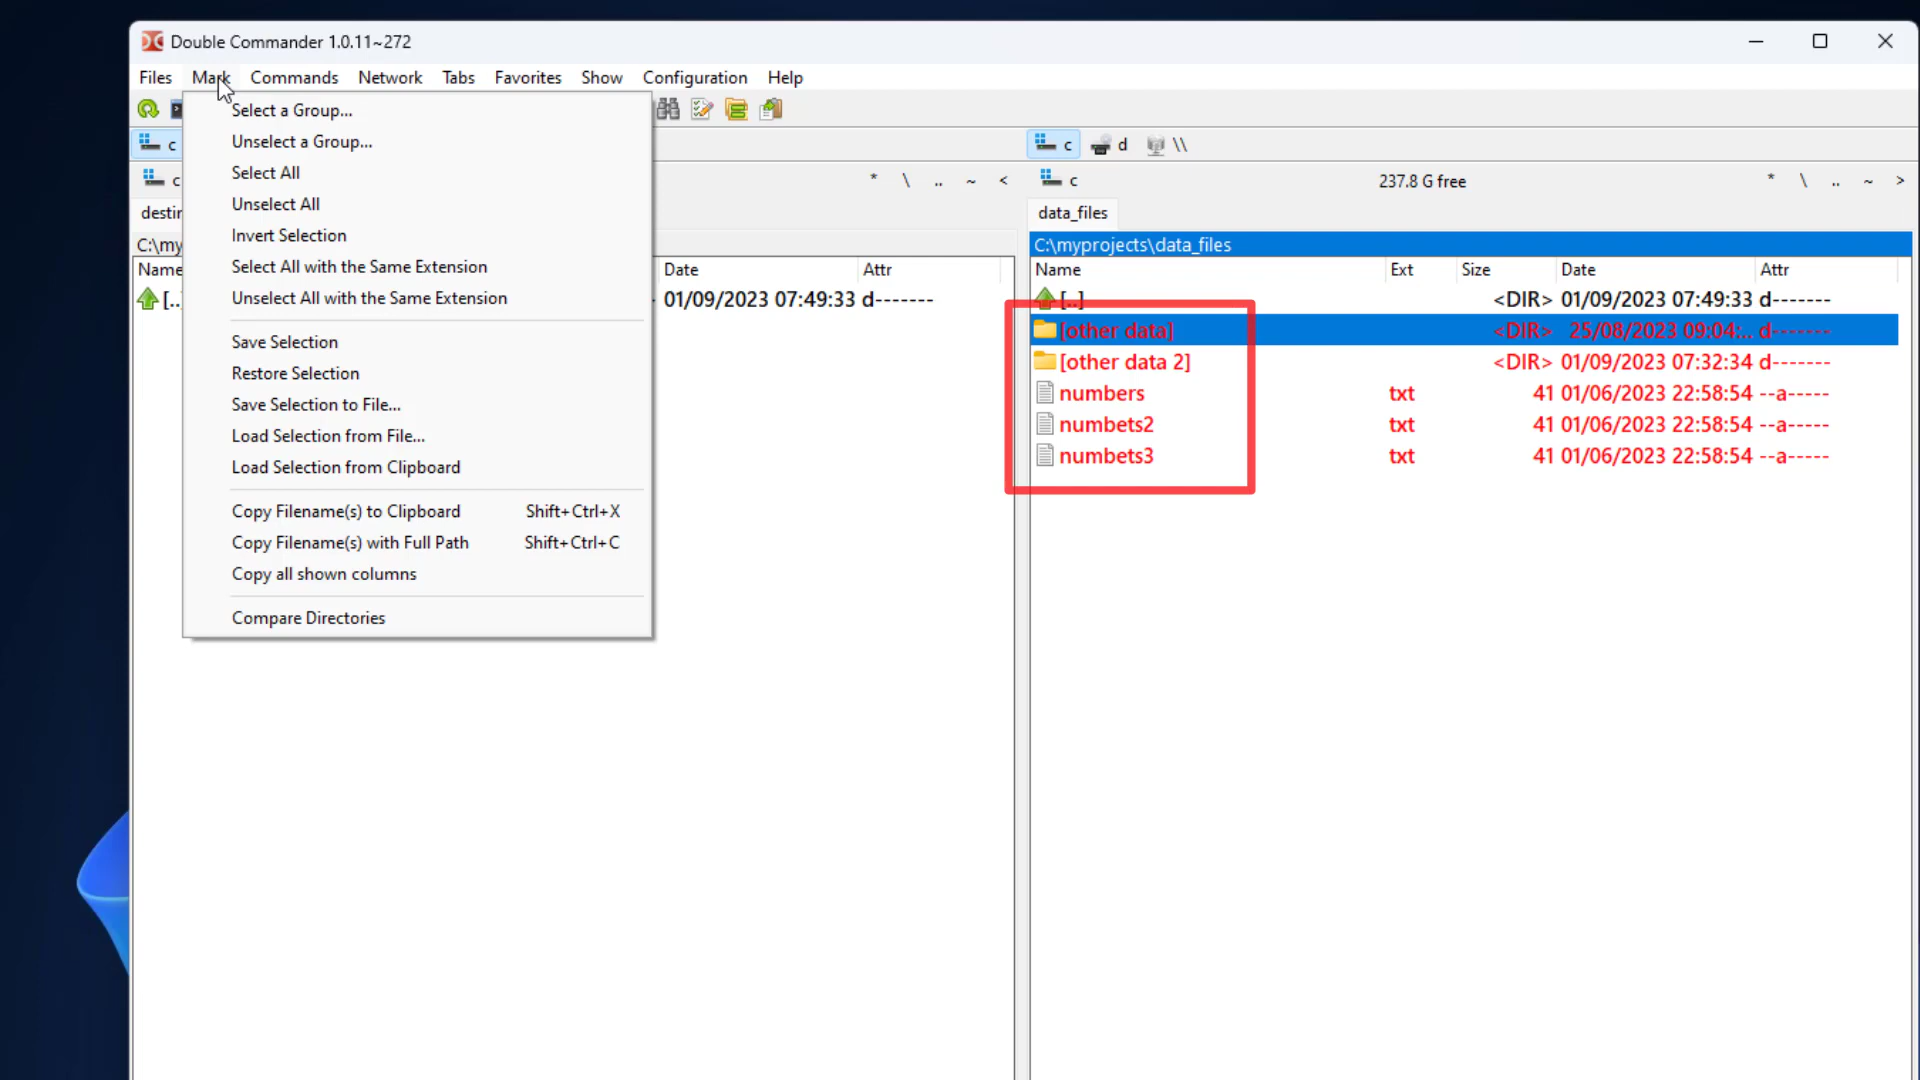 Double Commander 1.0.11~272
Files Mark Commands Network Tabs Favorites Show Configuration Help
c
c d \\
c
* \ .. ~ <
c 237.8 G free * \ .. ~ >
destin
data_files
C:\my
C:\myprojects\data_files
Name Date Attr
Name Ext Size Date Attr
[.. 01/09/2023 07:49:33 d-------
[..] <DIR> 01/09/2023 07:49:33 d-------
[other data] <DIR> 25/08/2023 09:04:... d-------
[other data 2] <DIR> 01/09/2023 07:32:34 d-------
numbers txt 41 01/06/2023 22:58:54 --a-----
numbets2 txt 41 01/06/2023 22:58:54 --a-----
numbets3 txt 41 01/06/2023 22:58:54 --a-----
Select a Group...
Unselect a Group...
Select All
Unselect All
Invert Selection
Select All with the Same Extension
Unselect All with the Same Extension
Save Selection
Restore Selection
Save Selection to File...
Load Selection from File...
Load Selection from Clipboard
Copy Filename(s) to Clipboard Shift+Ctrl+X
Copy Filename(s) with Full Path Shift+Ctrl+C
Copy all shown columns
Compare Directories